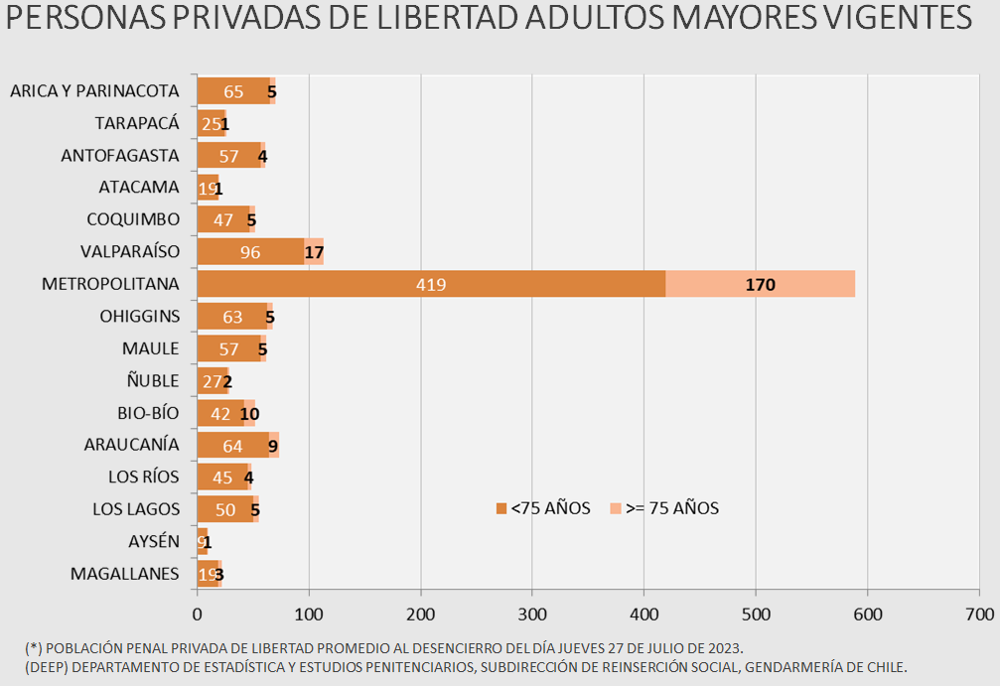 PERSONAS PRIVADAS DE LIBERTAD ADULTOS MAYORES VIGENTES
ARICA Y PARINACOTA 65 5
TARAPACÁ 25 1
ANTOFAGASTA 57 4
ATACAMA 19 1
COQUIMBO 47 5
VALPARAÍSO 96 17
METROPOLITANA 419 170
OHIGGINS 63 5
MAULE 57 5
ÑUBLE 27 2
BIO-BÍO 42 10
ARAUCANÍA 64 9
LOS RÍOS 45 4
LOS LAGOS 50 5
<75 AÑOS >= 75 AÑOS
AYSÉN 9 1
MAGALLANES 19 3
0 100 200 300 400 500 600 700
(*) POBLACIÓN PENAL PRIVADA DE LIBERTAD PROMEDIO AL DESENCIERRO DEL DÍA JUEVES 27 DE JULIO DE 2023.
(DEEP) DEPARTAMENTO DE ESTADÍSTICA Y ESTUDIOS PENITENCIARIOS, SUBDIRECCIÓN DE REINSERCIÓN SOCIAL, GENDARMERÍA DE CHILE.